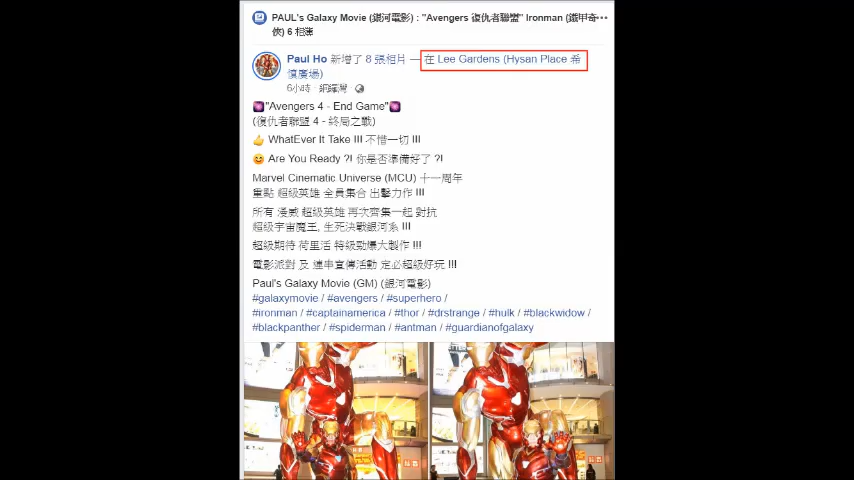 PAUL's Galaxy Movie (銀河電影) : "Avengers 復仇者聯盟" Ironman (鐵甲奇
俠) 6 相薄
Paul Ho 新增了 8 張相片 — 在 Lee Gardens (Hysan Place 希
慎廣場)
6小時 · 銅鑼灣 ·
"Avengers 4 - End Game"
(復仇者聯盟 4 - 終局之戰)
👍 WhatEver It Take !!! 不惜一切 !!!
😊 Are You Ready ?! 你是否準備好了 ?!
Marvel Cinematic Universe (MCU) 十一周年
重點 超級英雄 全員集合 出擊力作 !!!
所有 漫威 超級英雄 再次齊集一起 對抗
超級宇宙魔王, 生死決戰銀河系 !!!
超級期待 荷里活 特級勁爆大製作 !!!
電影派對 及 連串宣傳活動 定必超級好玩 !!!
Paul's Galaxy Movie (GM) (銀河電影)
#galaxymovie / #avengers / #superhero /
#ironman / #captainamerica / #thor / #drstrange / #hulk / #blackwidow /
#blackpanther / #spiderman / #antman / #guardianofgalaxy